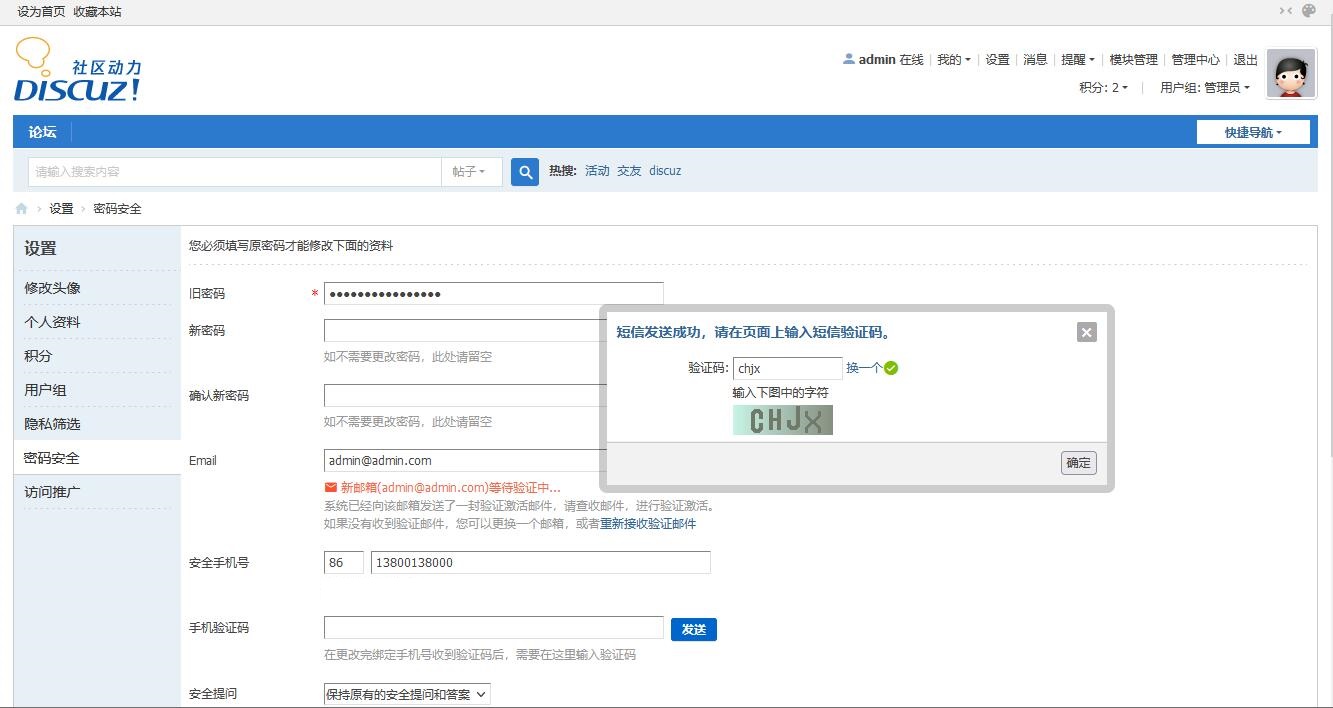 设为首页 收藏本站
社区动力
DISCUZ!
admin 在线 我的 设置 消息 提醒 模块管理 管理中心 退出
积分: 2 用户组: 管理员
论坛
快捷导航
请输入搜索内容 帖子 热搜: 活动 交友 discuz
设置 › 密码安全
设置
修改头像
个人资料
积分
用户组
隐私筛选
密码安全
访问推广
您必须填写原密码才能修改下面的资料
旧密码 * ●●●●●●●●●●●●●●●●
新密码
如不需要更改密码，此处请留空
确认新密码
如不需要更改密码，此处请留空
Email admin@admin.com
新邮箱(admin@admin.com)等待验证中...
系统已经向该邮箱发送了一封验证激活邮件，请查收邮件，进行验证激活。
如果没有收到验证邮件，您可以更换一个邮箱，或者重新接收验证邮件
安全手机号 86 13800138000
手机验证码 发送
在更改完绑定手机号收到验证码后，需要在这里输入验证码
安全提问 保持原有的安全提问和答案
短信发送成功，请在页面上输入短信验证码。
验证码: chjx 换一个
输入下图中的字符
CHJX
确定